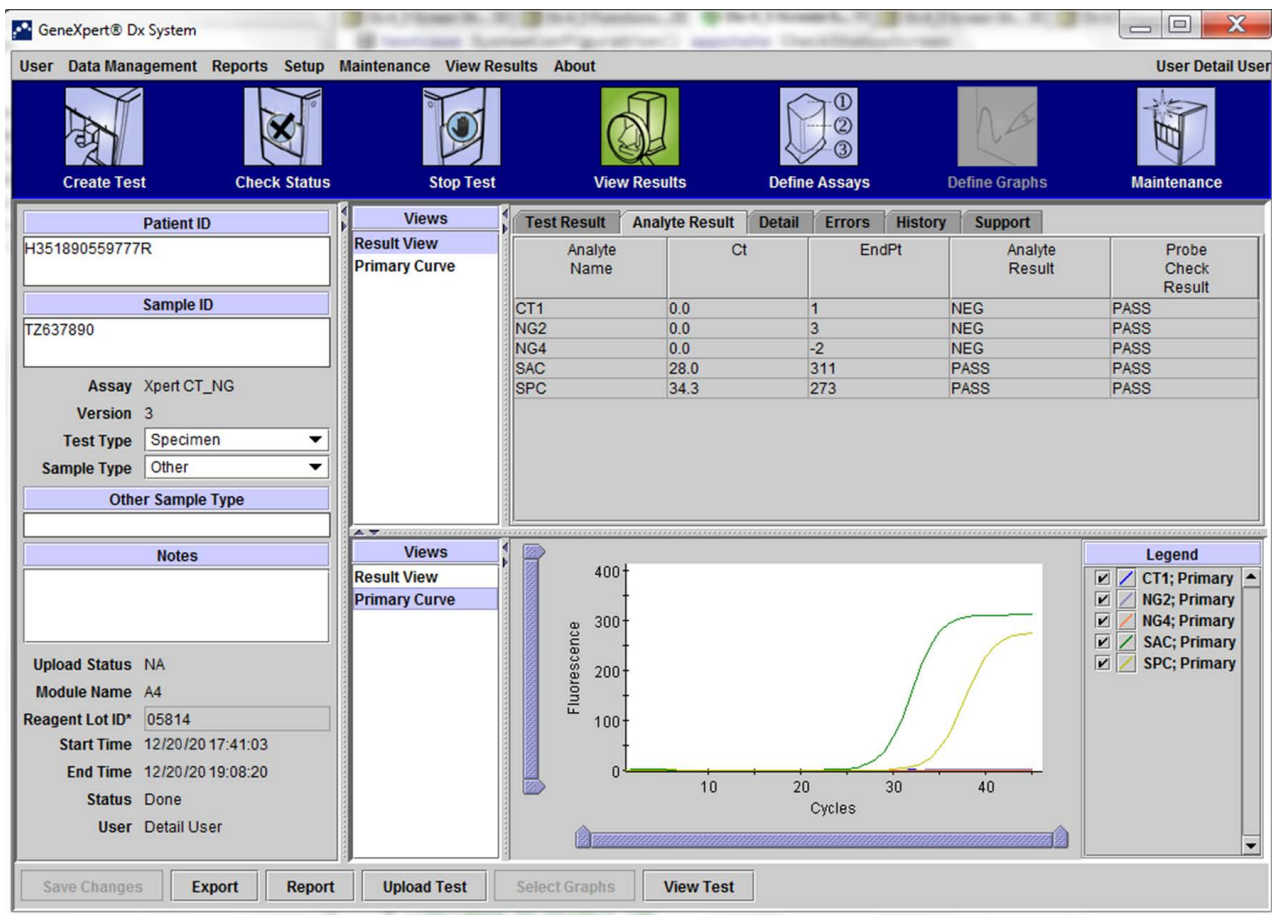 GeneXpert® Dx System
User Data Management Reports Setup Maintenance View Results About User Detail User
Create Test Check Status Stop Test View Results Define Assays Define Graphs Maintenance
Patient ID
H351890559777R
Sample ID
TZ637890
Assay Xpert CT_NG
Version 3
Test Type Specimen
Sample Type Other
Other Sample Type
Notes
Upload Status NA
Module Name A4
Reagent Lot ID* 05814
Start Time 12/20/20 17:41:03
End Time 12/20/20 19:08:20
Status Done
User Detail User
Views
Result View
Primary Curve
Test Result Analyte Result Detail Errors History Support
Analyte Name Ct EndPt Analyte Result Probe Check Result
CT1 0.0 1 NEG PASS
NG2 0.0 3 NEG PASS
NG4 0.0 -2 NEG PASS
SAC 28.0 311 PASS PASS
SPC 34.3 273 PASS PASS
Views
Result View
Primary Curve
400
300
200
100
0
Fluorescence
10 20 30 40
Cycles
Legend
CT1; Primary
NG2; Primary
NG4; Primary
SAC; Primary
SPC; Primary
Save Changes Export Report Upload Test Select Graphs View Test